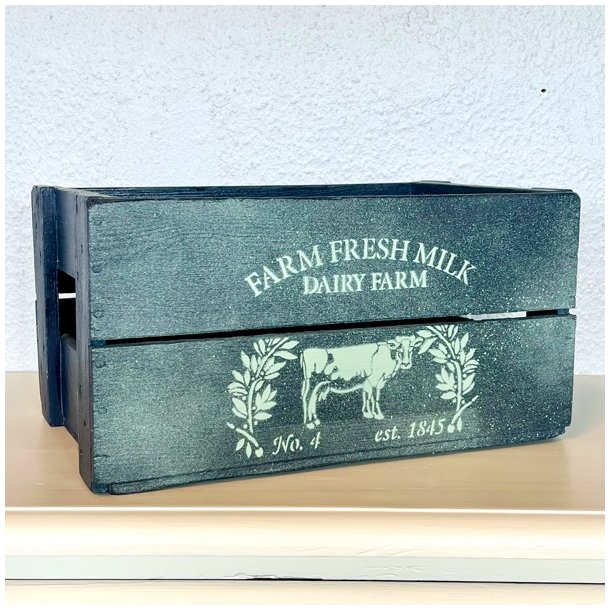 FARM FRESH MILK
DAIRY FARM
No. 4 est. 1845